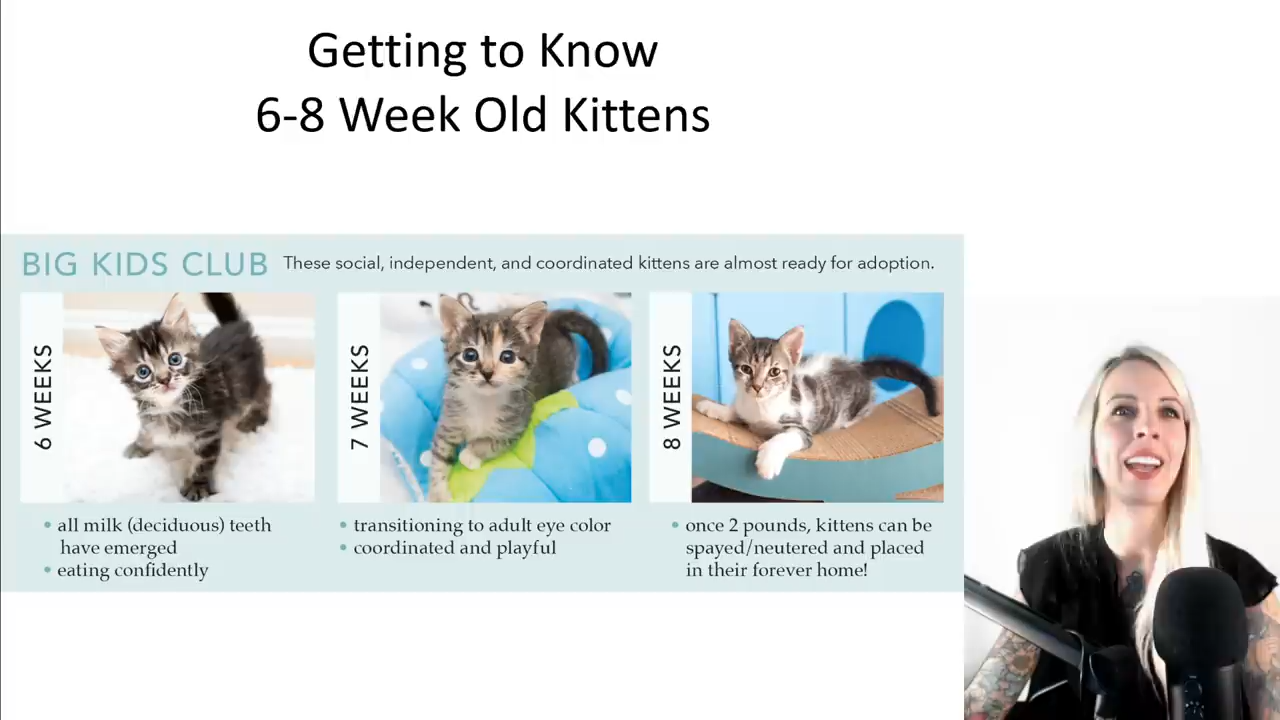 Getting to Know
6-8 Week Old Kittens
BIG KIDS CLUB These social, independent, and coordinated kittens are almost ready for adoption.
6 WEEKS
• all milk (deciduous) teeth
have emerged
• eating confidently
7 WEEKS
• transitioning to adult eye color
• coordinated and playful
8 WEEKS
• once 2 pounds, kittens can be
spayed/neutered and placed
in their forever home!